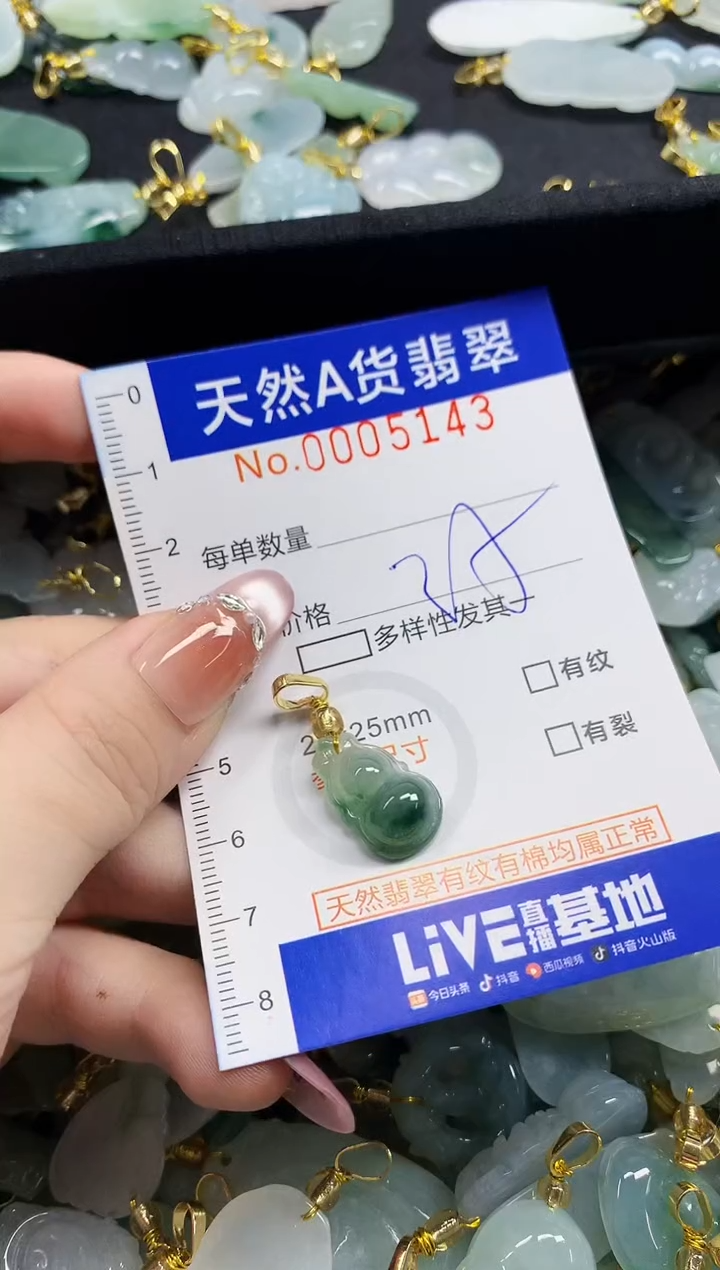 天然A货翡翠
No.0005143
0
1
2
每单数量
价格
多样性发其一
有纹
25mm
有裂
寸
5
6
天然翡翠有纹有棉均属正常
7
LiVE直播基地
8
今日头条 抖音 西瓜视频 抖音火山版